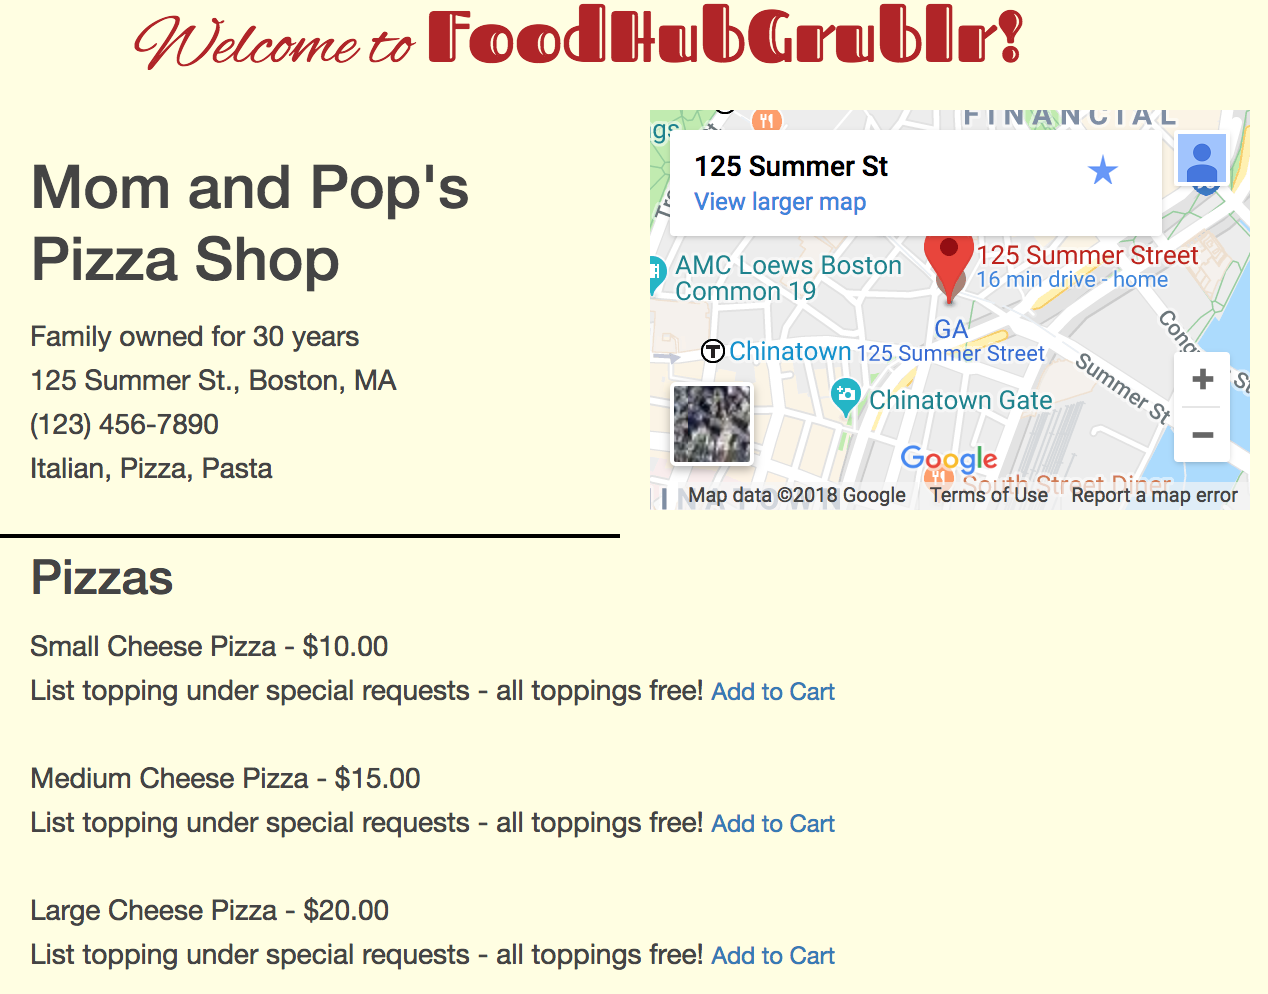 Welcome to FoodHubGrublr!
Mom and Pop's
Pizza Shop
Family owned for 30 years
125 Summer St., Boston, MA
(123) 456-7890
Italian, Pizza, Pasta
FINANCIAL
gs
125 Summer St
View larger map
125 Summer Street
16 min drive - home
AMC Loews Boston
Common 19
GA
125 Summer Street
T Chinatown
Summer St
Chinatown Gate
Google
South Street Diner
INATOWN
Map data ©2018 Google Terms of Use Report a map error
Pizzas
Small Cheese Pizza - $10.00
List topping under special requests - all toppings free! Add to Cart
Medium Cheese Pizza - $15.00
List topping under special requests - all toppings free! Add to Cart
Large Cheese Pizza - $20.00
List topping under special requests - all toppings free! Add to Cart